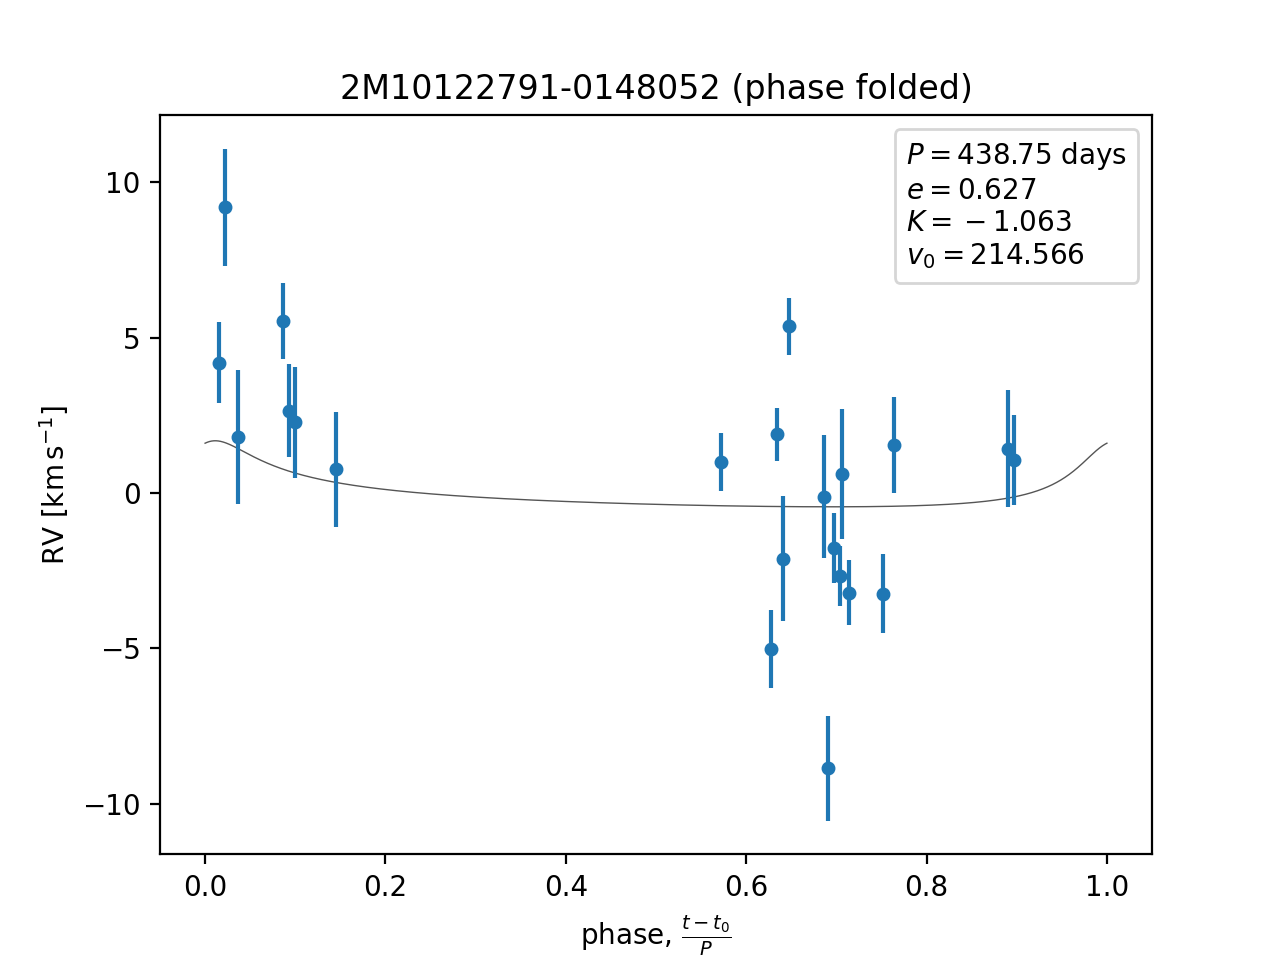 2M10122791-0148052 (phase folded)
P = 438.75 days
e = 0.627
K = −1.063
v₀ = 214.566
10
5
0
−5
−10
RV [km s⁻¹]
0.0 0.2 0.4 0.6 0.8 1.0
phase, (t − t₀)/P